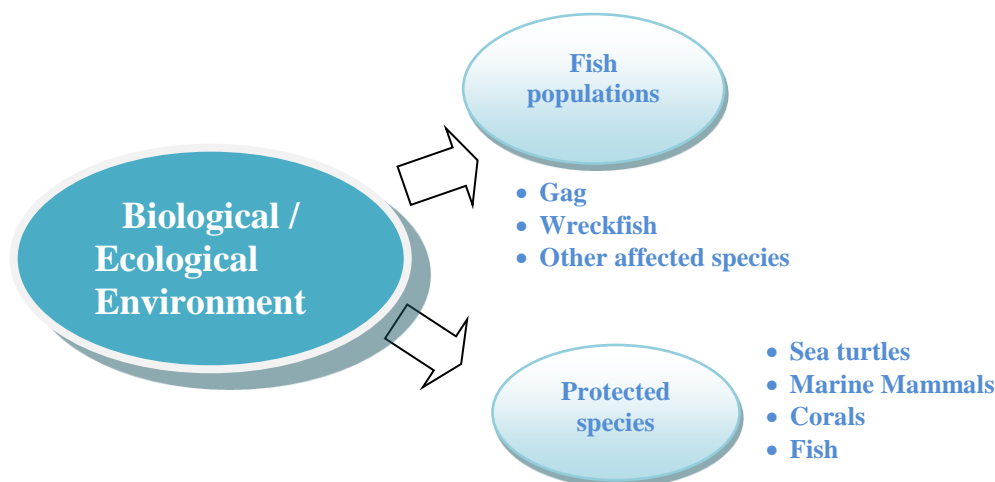 Biological /
Ecological
Environment
Fish
populations
• Gag
• Wreckfish
• Other affected species
Protected
species
• Sea turtles
• Marine Mammals
• Corals
• Fish